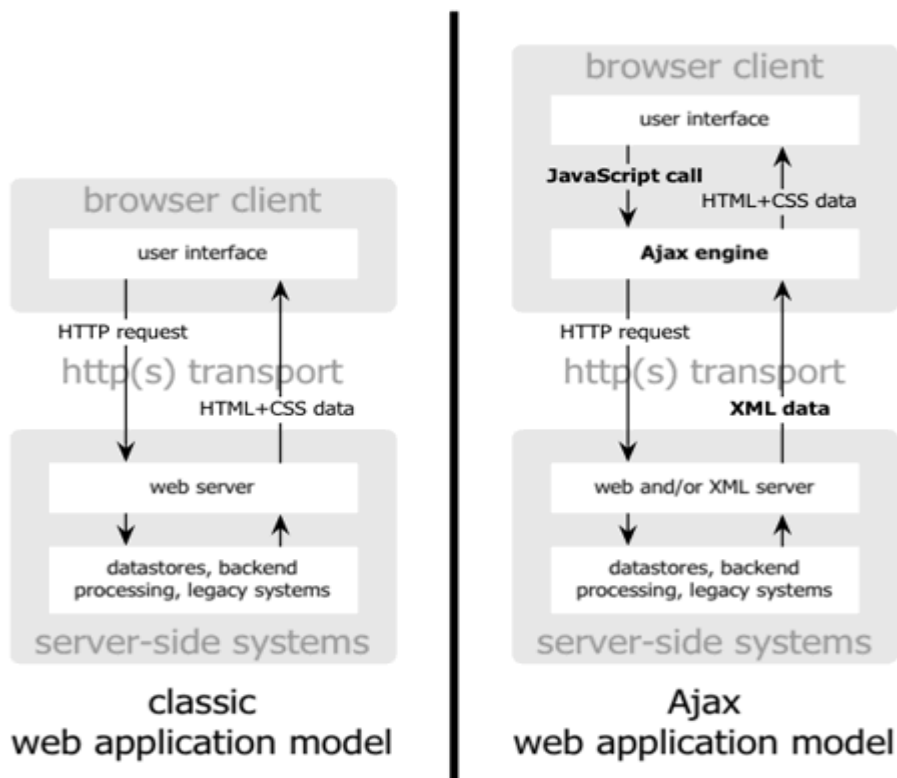 browser client
user interface
HTTP request
http(s) transport
HTML+CSS data
web server
datastores, backend
processing, legacy systems
server-side systems
classic
web application model
browser client
user interface
JavaScript call
HTML+CSS data
Ajax engine
HTTP request
http(s) transport
XML data
web and/or XML server
datastores, backend
processing, legacy systems
server-side systems
Ajax
web application model